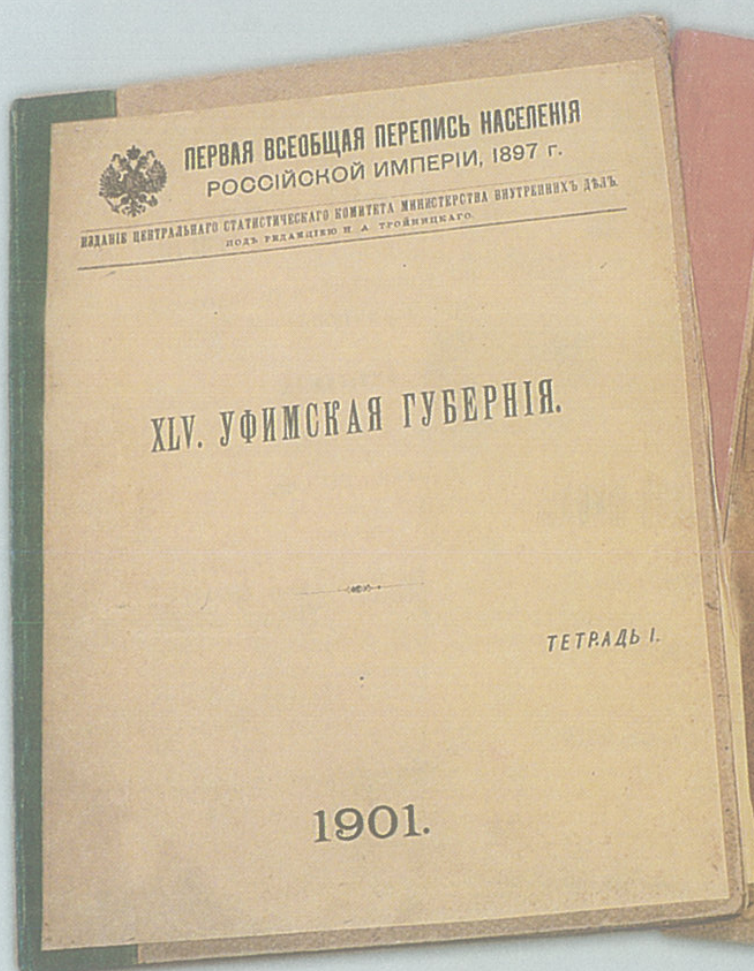 ПЕРВАЯ ВСЕОБЩАЯ ПЕРЕПИСЬ НАСЕЛЕНІЯ
РОССІЙСКОЙ ИМПЕРІИ, 1897 г.
ИЗДАНІЕ ЦЕНТРАЛЬНАГО СТАТИСТИЧЕСКАГО КОМИТЕТА МИНИСТЕРСТВА ВНУТРЕННИХЪ ДѢЛЪ.
ПОДЪ РЕДАКЦІЕЮ Н. А. ТРОЙНИЦКАГО.
XLV. УФИМСКАЯ ГУБЕРНІЯ.
ТЕТРАДЬ I.
1901.